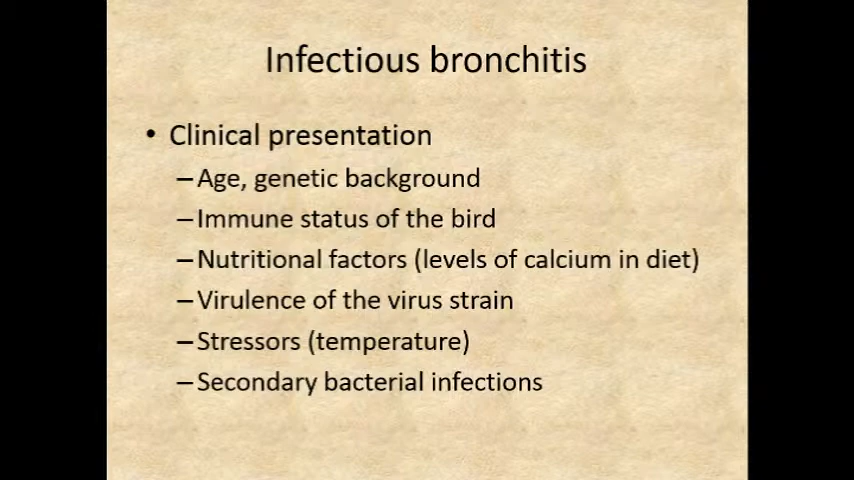 Infectious bronchitis
• Clinical presentation
–Age, genetic background
–Immune status of the bird
–Nutritional factors (levels of calcium in diet)
–Virulence of the virus strain
–Stressors (temperature)
–Secondary bacterial infections